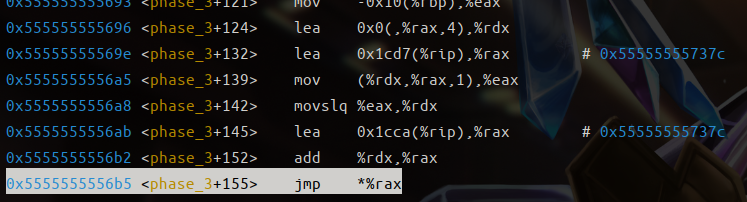 0x555555555693 <phase_3+121> mov -0x10(%rbp),%eax
0x555555555696 <phase_3+124> lea 0x0(,%rax,4),%rdx
0x55555555569e <phase_3+132> lea 0x1cd7(%rip),%rax # 0x55555555737c
0x5555555556a5 <phase_3+139> mov (%rdx,%rax,1),%eax
0x5555555556a8 <phase_3+142> movslq %eax,%rdx
0x5555555556ab <phase_3+145> lea 0x1cca(%rip),%rax # 0x55555555737c
0x5555555556b2 <phase_3+152> add %rdx,%rax
0x5555555556b5 <phase_3+155> jmp *%rax